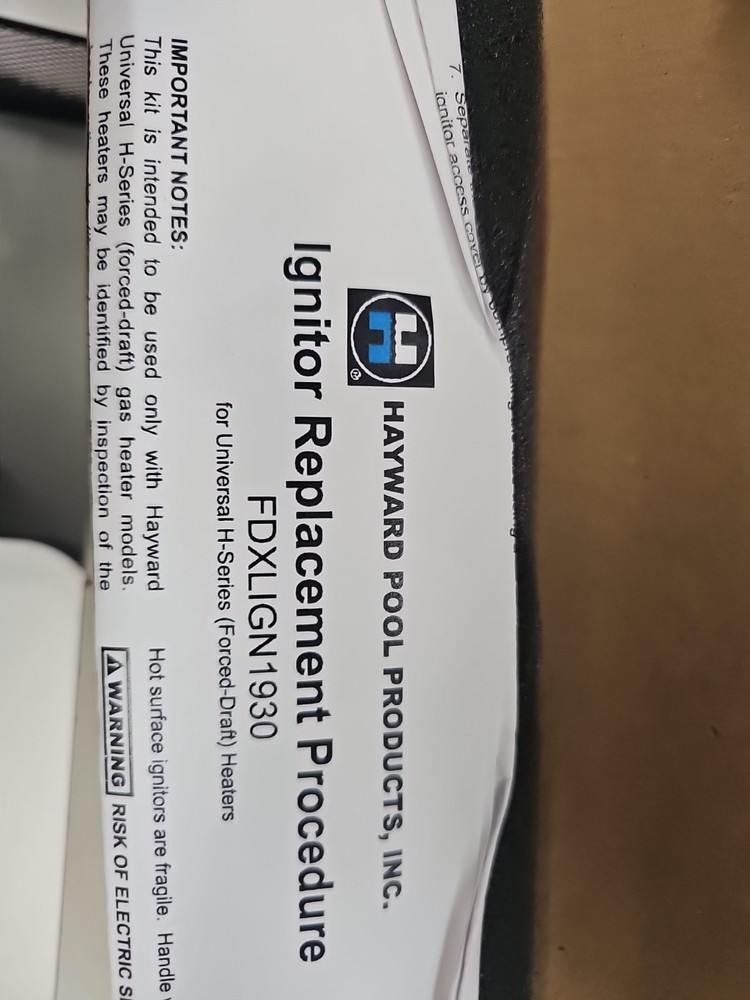 HAYWARD POOL PRODUCTS, INC.
Ignitor Replacement Procedure
FDXLIGN1930
for Universal H-Series (Forced-Draft) Heaters
IMPORTANT NOTES:
This kit is intended to be used only with Hayward
Universal H-Series (forced-draft) gas heater models.
These heaters may be identified by inspection of the
Hot surface ignitors are fragile. Handle
WARNING RISK OF ELECTRIC
7.
ignitor access cover by